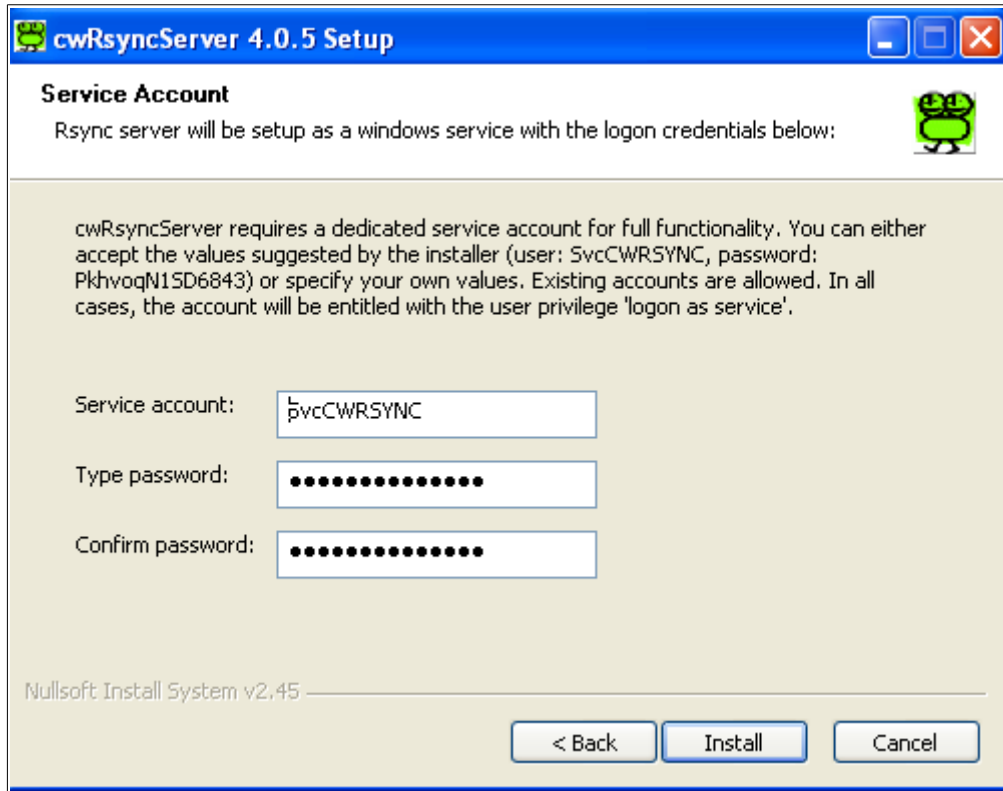 cwRsyncServer 4.0.5 Setup
Service Account
Rsync server will be setup as a windows service with the logon credentials below:
cwRsyncServer requires a dedicated service account for full functionality. You can either
accept the values suggested by the installer (user: SvcCWRSYNC, password:
PkhvoqN1SD6843) or specify your own values. Existing accounts are allowed. In all
cases, the account will be entitled with the user privilege 'logon as service'.
Service account:
SvcCWRSYNC
Type password:
●●●●●●●●●●●●●●
Confirm password:
●●●●●●●●●●●●●●
Nullsoft Install System v2.45
< Back
Install
Cancel